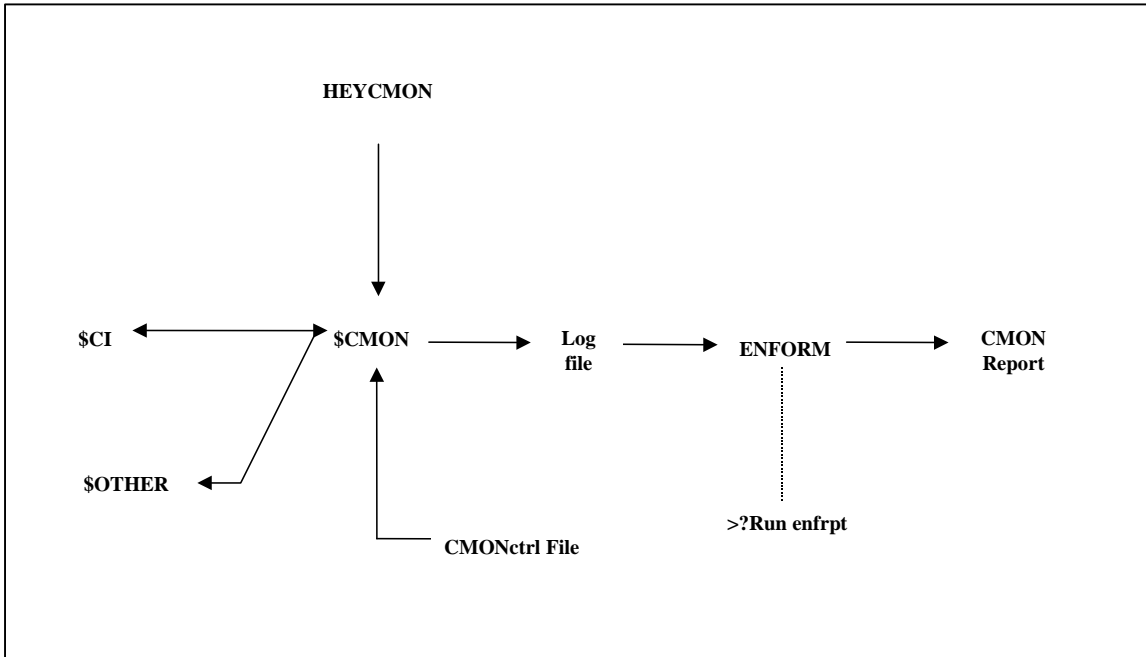 HEYCMON
$CI
$CMON
Log
file
ENFORM
CMON
Report
$OTHER
>?Run enfrpt
CMONctrl File